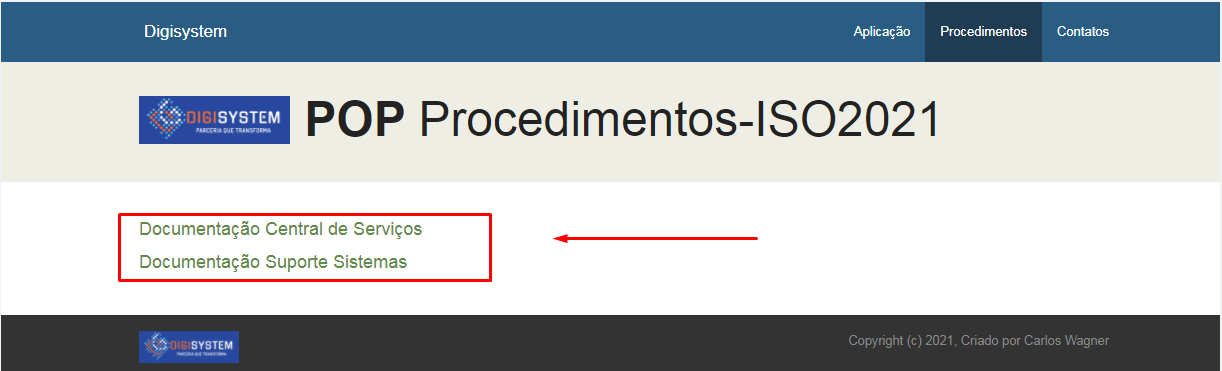 Digisystem
Aplicação
Procedimentos
Contatos
DIGISYSTEM
PARCERIA QUE TRANSFORMA
POP Procedimentos-ISO2021
Documentação Central de Serviços
Documentação Suporte Sistemas
DIGISYSTEM
PARCERIA QUE TRANSFORMA
Copyright (c) 2021, Criado por Carlos Wagner